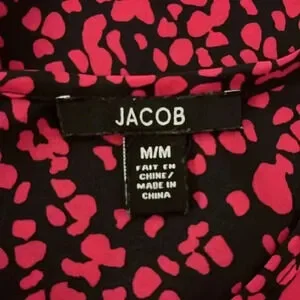 JACOB
M/M
FAIT EN
CHINE/
MADE IN
CHINA